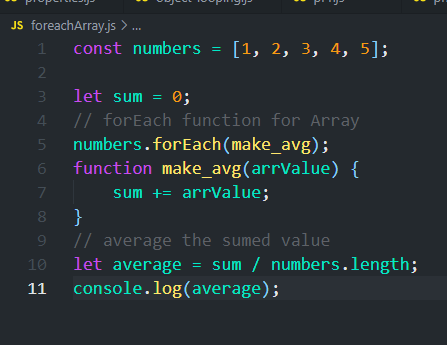 JS foreachArray.js > ...
1 const numbers = [1, 2, 3, 4, 5];
2
3 let sum = 0;
4 // forEach function for Array
5 numbers.forEach(make_avg);
6 function make_avg(arrValue) {
7 sum += arrValue;
8 }
9 // average the sumed value
10 let average = sum / numbers.length;
11 console.log(average);